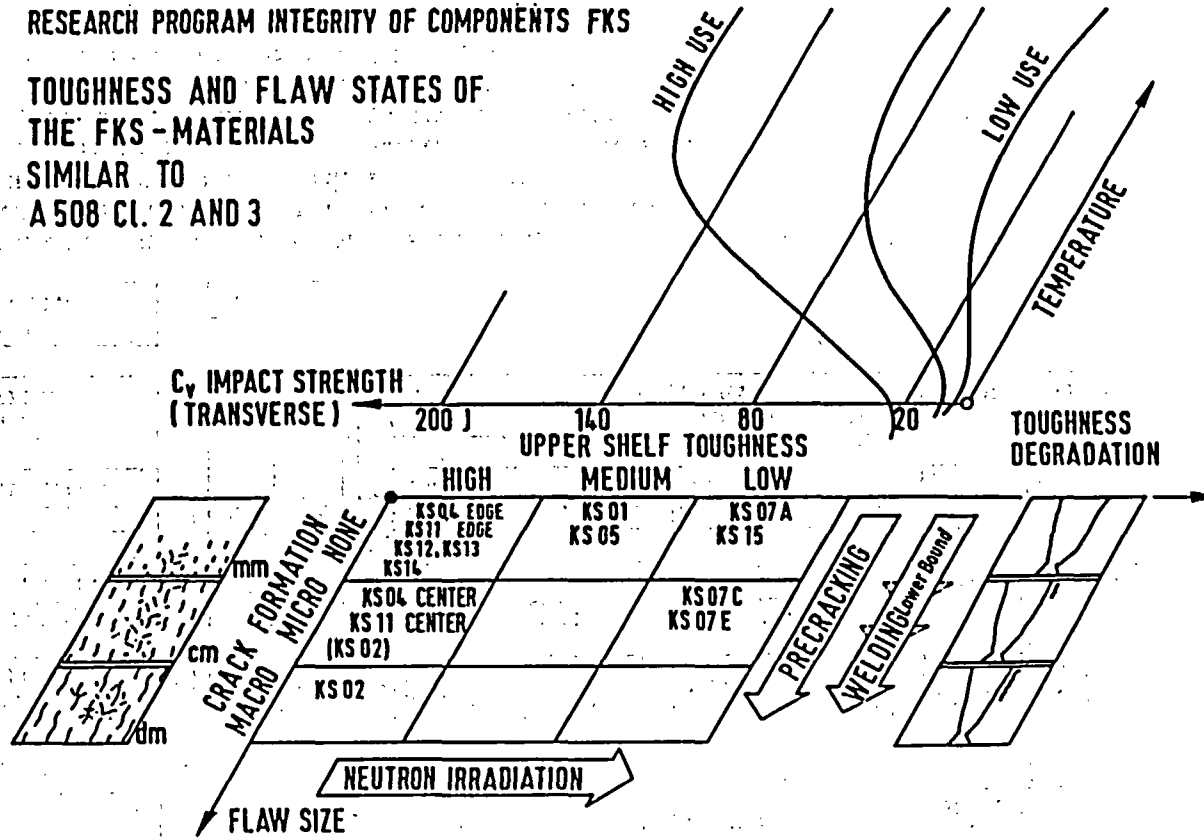 RESEARCH PROGRAM INTEGRITY OF COMPONENTS FKS
TOUGHNESS AND FLAW STATES OF
THE FKS-MATERIALS
SIMILAR TO
A 508 Cl. 2 AND 3
HIGH USE
LOW USE
TEMPERATURE
Cv IMPACT STRENGTH
(TRANSVERSE)
200 J
140
80
20
UPPER SHELF TOUGHNESS
TOUGHNESS
DEGRADATION
HIGH
MEDIUM
LOW
CRACK FORMATION
MACRO MICRO NONE
KS04 EDGE
KS11 EDGE
KS12, KS13
KS14
KS 01
KS 05
KS 07 A
KS 15
mm
KS04 CENTER
KS 11 CENTER
(KS 02)
KS07 C
KS 07 E
cm
KS 02
dm
PRECRACKING
WELDING Lower Bound
NEUTRON IRRADIATION
FLAW SIZE